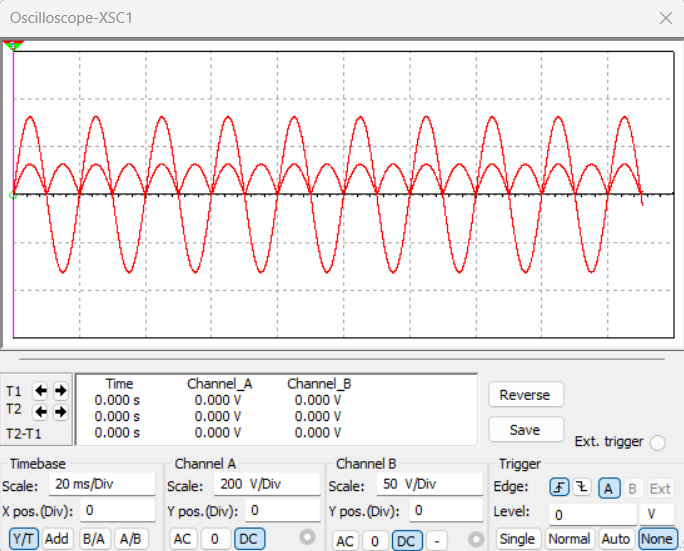 Oscilloscope-XSC1
Time Channel_A Channel_B
T1 0.000 s 0.000 V 0.000 V
T2 0.000 s 0.000 V 0.000 V
T2-T1 0.000 s 0.000 V 0.000 V
Reverse
Save
Ext. trigger
Timebase
Scale: 20 ms/Div
X pos.(Div): 0
Y/T Add B/A A/B
Channel A
Scale: 200 V/Div
Y pos.(Div): 0
AC 0 DC
Channel B
Scale: 50 V/Div
Y pos.(Div): 0
AC 0 DC -
Trigger
Edge: A B Ext
Level: 0 V
Single Normal Auto None